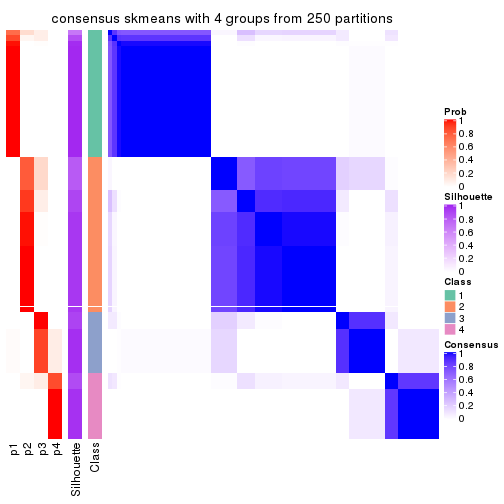 consensus skmeans with 4 groups from 250 partitions
Prob
1
0.8
0.6
0.4
0.2
0
Silhouette
1
0.8
0.6
0.4
0.2
0
Class
1
2
3
4
Consensus
1
0.8
0.6
0.4
0.2
0
p1
p2
p3
p4
Silhouette
Class